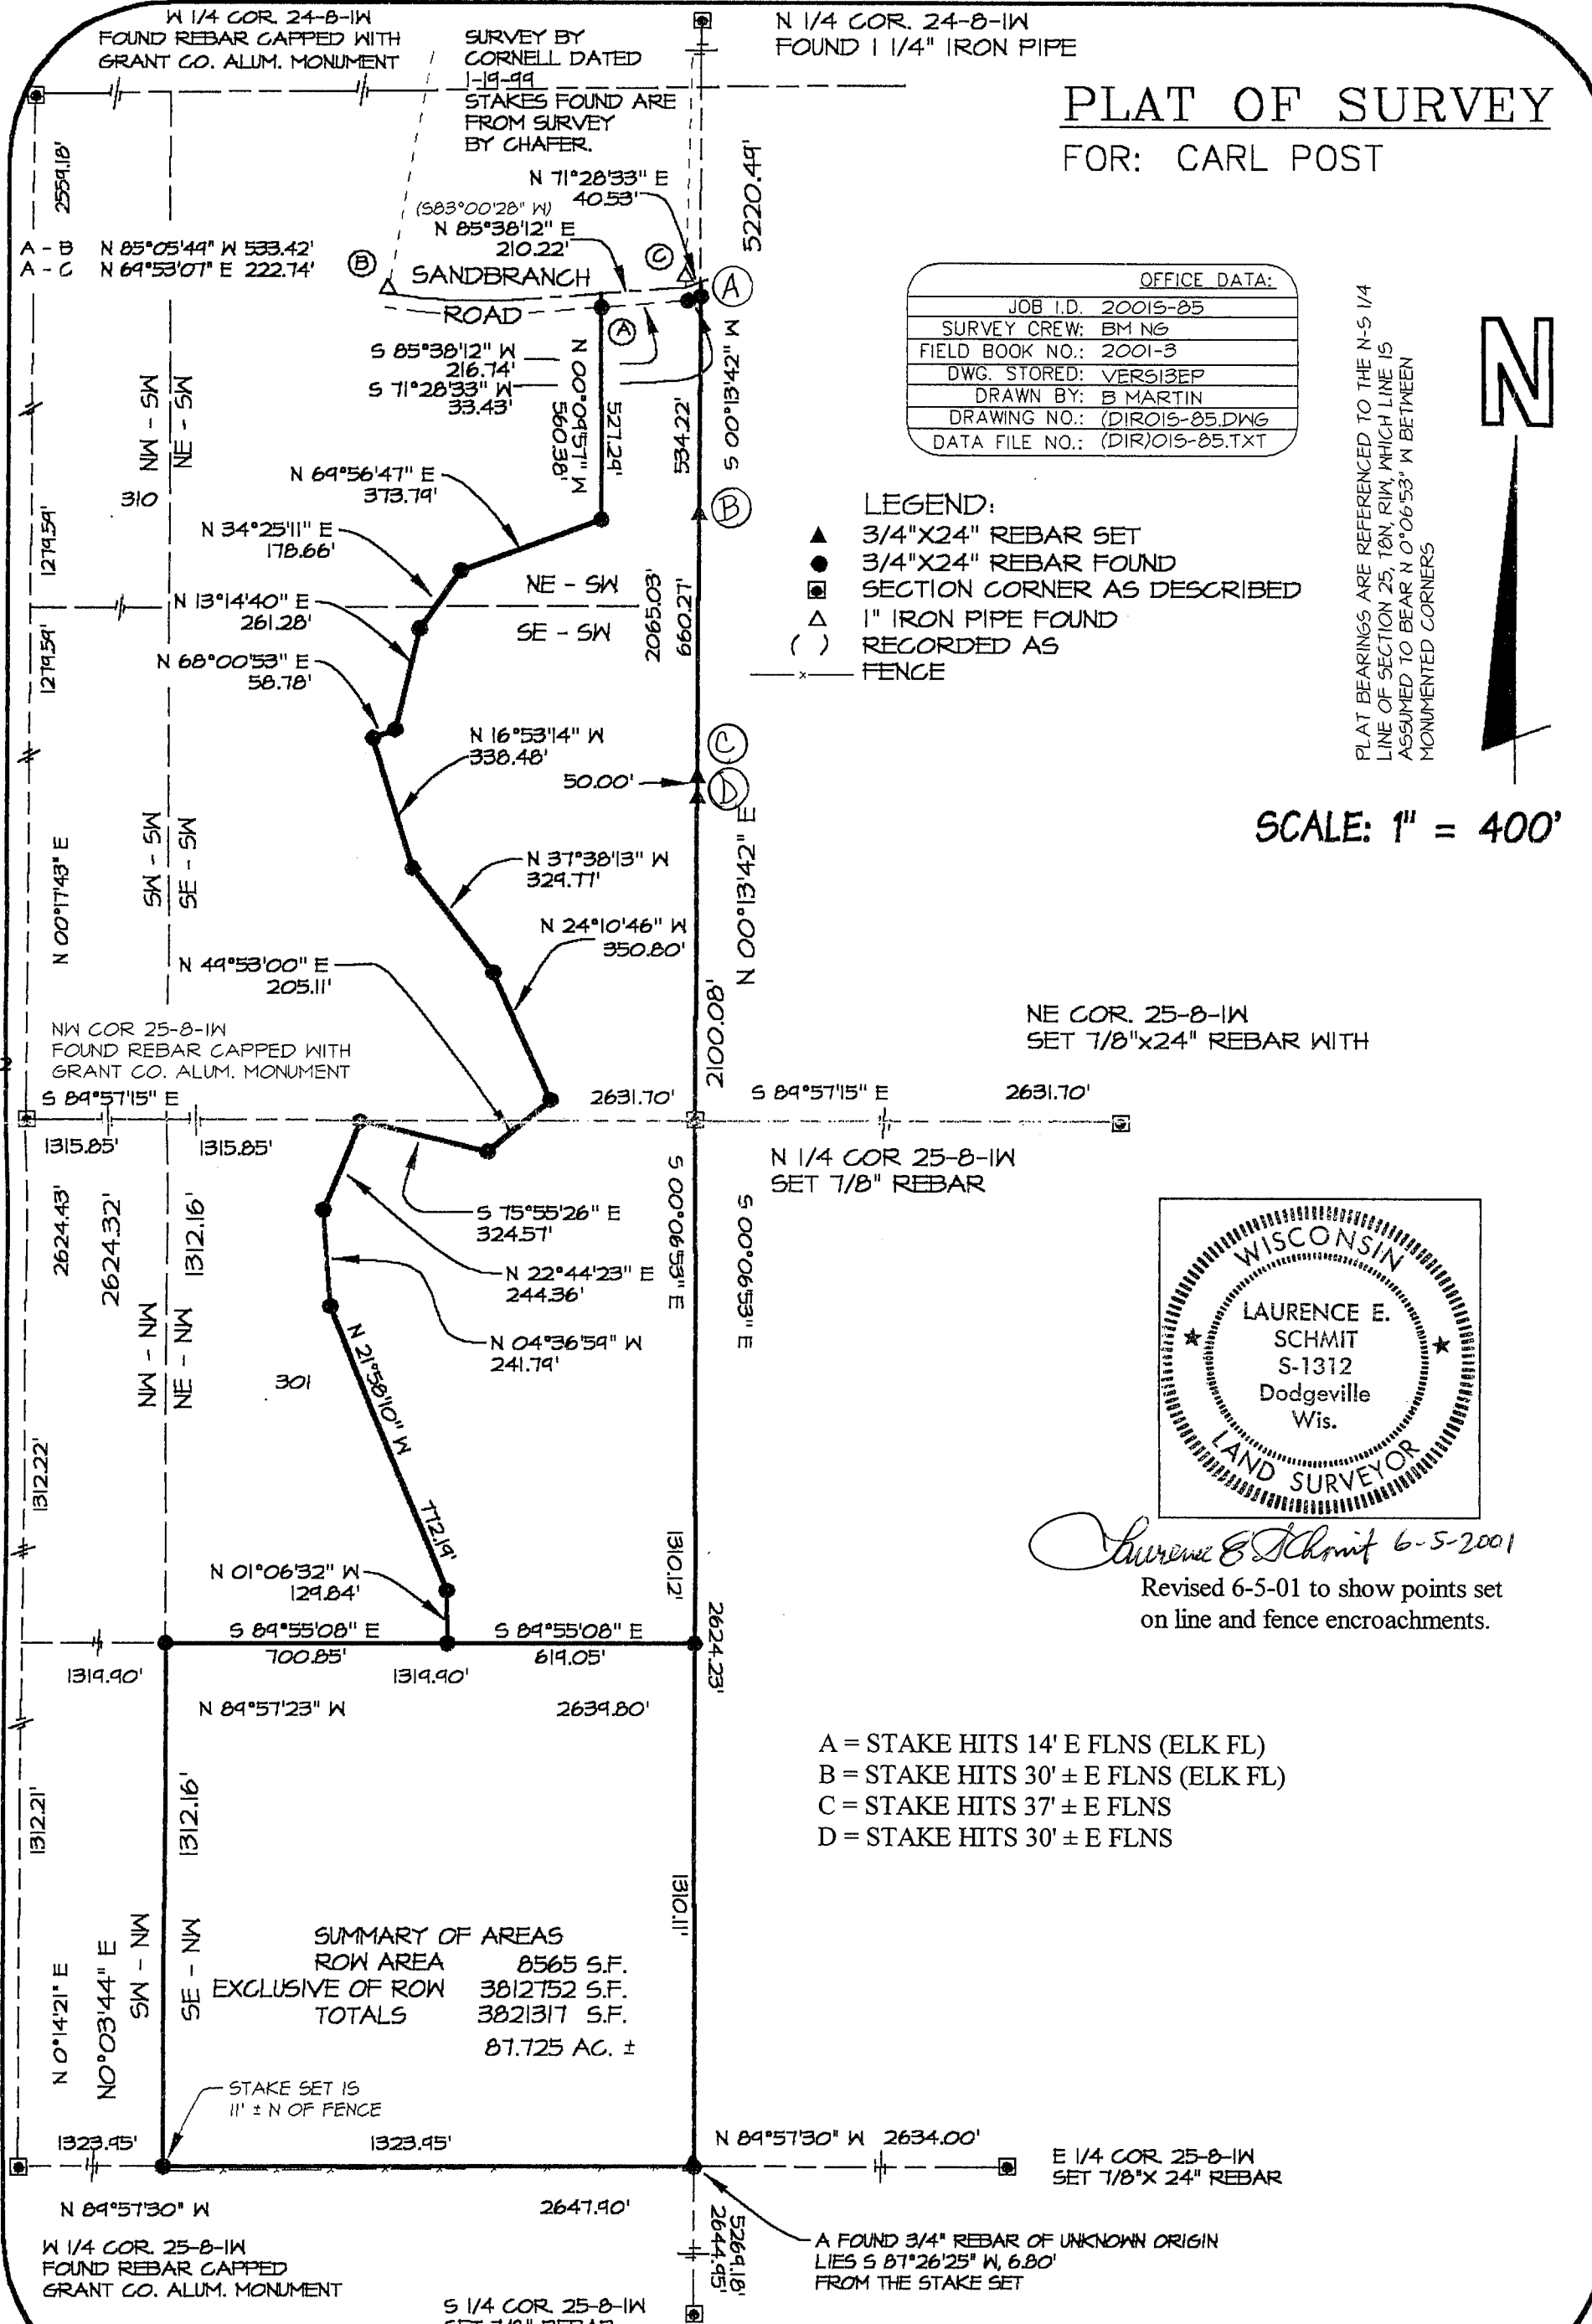 W 1/4 COR. 24-8-1W
FOUND REBAR CAPPED WITH
GRANT CO. ALUM. MONUMENT
SURVEY BY
CORNELL DATED
1-19-99
STAKES FOUND ARE
FROM SURVEY
BY CHAFER.
N 1/4 COR. 24-8-1W
FOUND 1 1/4" IRON PIPE
PLAT OF SURVEY
FOR: CARL POST
2559.18'
5220.49'
N 71°28'33" E
40.53'
(S83°00'28" W)
N 85°38'12" E
210.22'
A - B N 85°05'49" W 533.42'
A - C N 69°53'07" E 222.74'
B
C
A
SANDBRANCH
ROAD
A
S 85°38'12" W
216.74'
S 71°28'33" W
33.43'
N 00°09'57" W
560.38'
527.29'
534.22'
S 00°13'42" W
OFFICE DATA:
JOB I.D. 2001S-85
SURVEY CREW: BM NG
FIELD BOOK NO.: 2001-3
DWG. STORED: VERS13EP
DRAWN BY: B MARTIN
DRAWING NO.: (DIR01S-85.DWG
DATA FILE NO.: (DIR)01S-85.TXT
PLAT BEARINGS ARE REFERENCED TO THE N-S 1/4
LINE OF SECTION 25, T8N, R1W, WHICH LINE IS
ASSUMED TO BEAR N 0°06'53" W BETWEEN
MONUMENTED CORNERS
N
NW - SW
NE - SW
310
N 69°56'47" E
373.79'
N 34°25'11" E
178.66'
B
LEGEND:
3/4"X24" REBAR SET
3/4"X24" REBAR FOUND
SECTION CORNER AS DESCRIBED
1" IRON PIPE FOUND
( ) RECORDED AS
FENCE
1279.59'
N 13°14'40" E
261.28'
NE - SW
SE - SW
2065.03'
660.27'
1279.59'
N 68°00'53" E
58.78'
N 16°53'14" W
338.48'
C
50.00'
D
SCALE: 1" = 400'
N 00°17'43" E
SW - SW
SE - SW
N 37°38'13" W
329.77'
N 24°10'46" W
350.80'
N 00°13'42" E
N 49°53'00" E
205.11'
2100.08'
NW COR 25-8-1W
FOUND REBAR CAPPED WITH
GRANT CO. ALUM. MONUMENT
NE COR. 25-8-1W
SET 7/8"x24" REBAR WITH
S 89°57'15" E
2631.70'
S 89°57'15" E
2631.70'
1315.85'
1315.85'
N 1/4 COR 25-8-1W
SET 7/8" REBAR
2624.43'
2624.32'
1312.16'
S 75°55'26" E
324.57'
N 22°44'23" E
244.36'
S 00°06'53" E
S 00°06'53" E
N 04°36'59" W
241.79'
NW - NW
NE - NW
301
N 21°58'10" W
772.19'
WISCONSIN
LAURENCE E.
SCHMIT
S-1312
Dodgeville
Wis.
LAND SURVEYOR
Laurence E Schmit 6-5-2001
Revised 6-5-01 to show points set
on line and fence encroachments.
1312.22'
1310.12'
N 01°06'32" W
129.84'
S 89°55'08" E
700.85'
S 89°55'08" E
619.05'
2624.23'
1319.90'
1319.90'
N 89°57'23" W
2639.80'
A = STAKE HITS 14' E FLNS (ELK FL)
B = STAKE HITS 30' ± E FLNS (ELK FL)
C = STAKE HITS 37' ± E FLNS
D = STAKE HITS 30' ± E FLNS
1312.21'
1312.16'
1310.11'
SW - NW
SE - NW
SUMMARY OF AREAS
ROW AREA 8565 S.F.
EXCLUSIVE OF ROW 3812752 S.F.
TOTALS 3821317 S.F.
87.725 AC. ±
N 0°14'21" E
N0°03'44" E
STAKE SET IS
11' ± N OF FENCE
1323.95'
1323.95'
N 89°57'30" W 2634.00'
E 1/4 COR. 25-8-1W
SET 7/8"X 24" REBAR
N 89°57'30" W
2647.90'
W 1/4 COR. 25-8-1W
FOUND REBAR CAPPED
GRANT CO. ALUM. MONUMENT
5269.18'
2644.95'
A FOUND 3/4" REBAR OF UNKNOWN ORIGIN
LIES S 87°26'25" W, 6.80'
FROM THE STAKE SET
S 1/4 COR. 25-8-1W